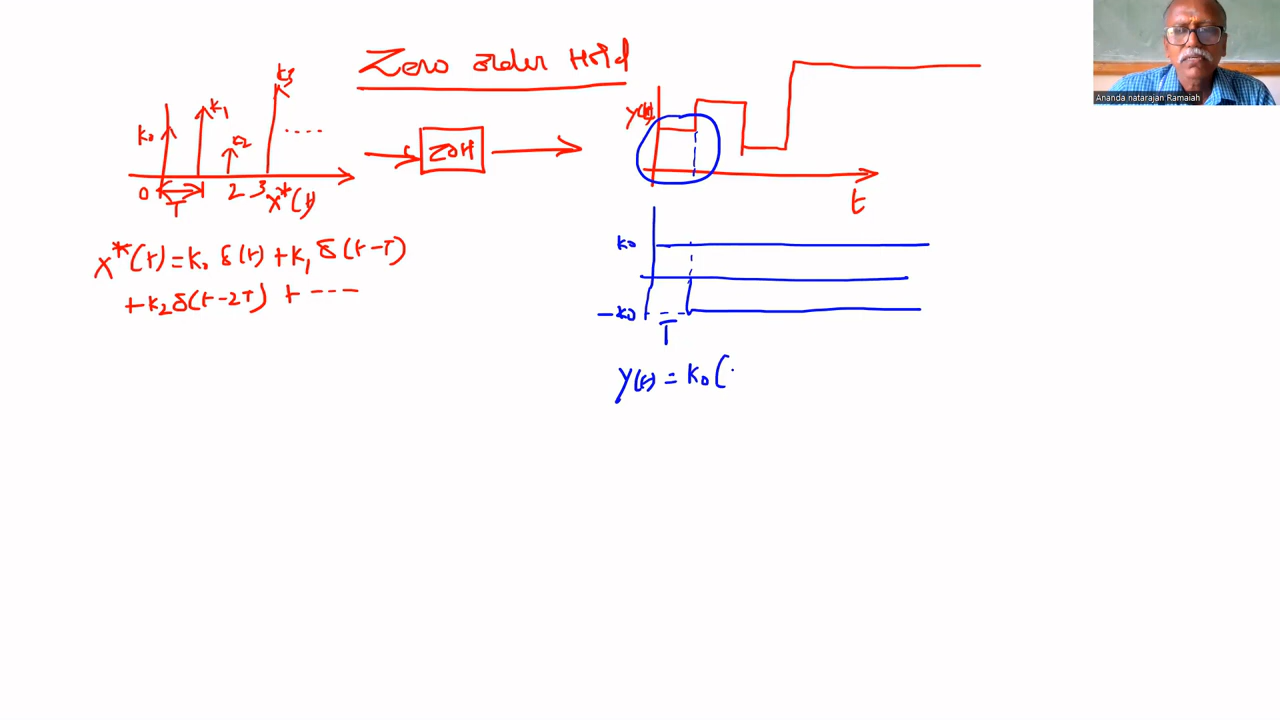 Zero order Hold
k3
k0
k1
k2
....
0
T
2
3
x*(t)
ZOH
y(t)
t
x*(t) = k0 δ(t) + k1 δ(t-T)
+ k2 δ(t-2T) + ----
k0
-k0
T
y(t) = k0 (
Ananda natarajan Ramaiah